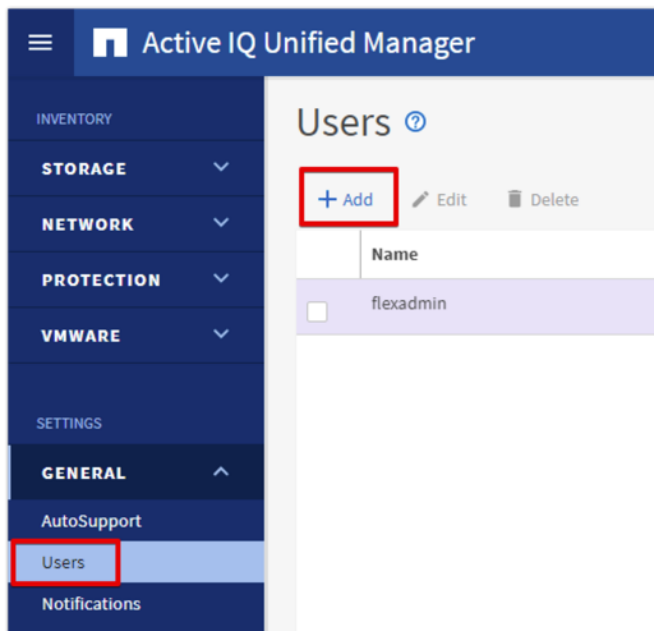 Active IQ Unified Manager
INVENTORY
STORAGE
NETWORK
PROTECTION
VMWARE
SETTINGS
GENERAL
AutoSupport
Users
Notifications
Users ?
+ Add Edit Delete
Name
flexadmin